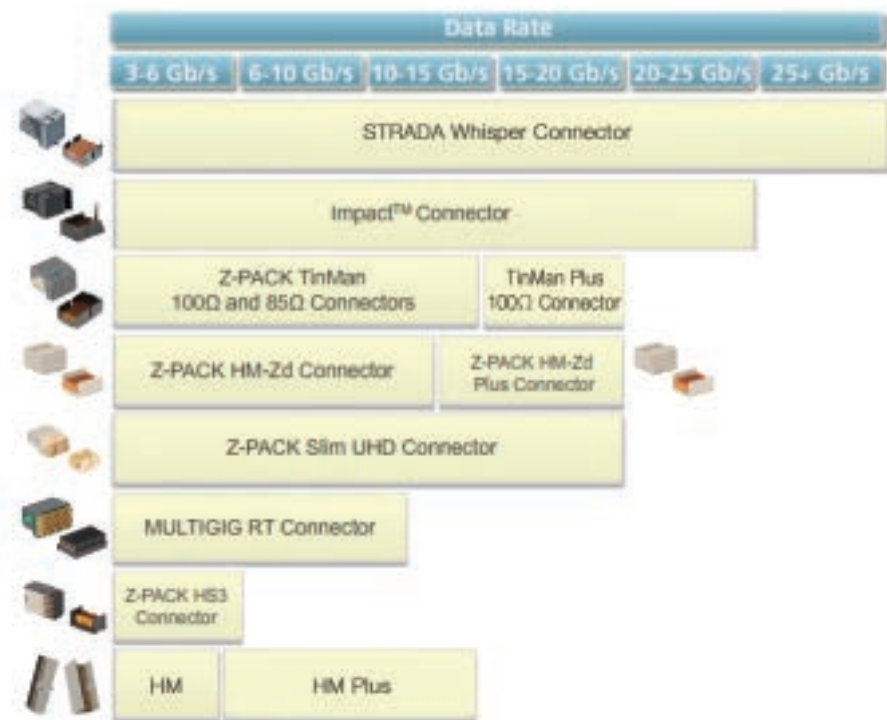 Data Rate
3-6 Gb/s 6-10 Gb/s 10-15 Gb/s 15-20 Gb/s 20-25 Gb/s 25+ Gb/s
STRADA Whisper Connector
Impact™ Connector
Z-PACK TinMan
100Ω and 85Ω Connectors
TinMan Plus
100Ω Connector
Z-PACK HM-Zd Connector
Z-PACK HM-Zd
Plus Connector
Z-PACK Slim UHD Connector
MULTIGIG RT Connector
Z-PACK HS3
Connector
HM
HM Plus